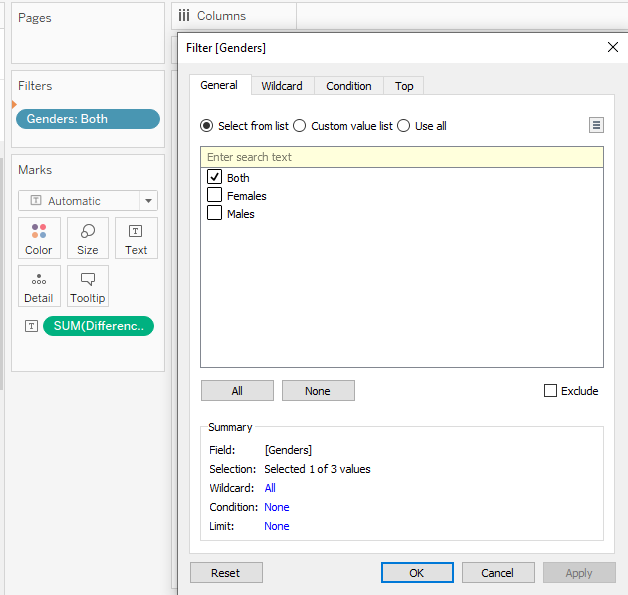 Pages
Columns
Filters
Genders: Both
Marks
Automatic
Color
Size
Text
Detail
Tooltip
SUM(Differenc..
Filter [Genders]
General
Wildcard
Condition
Top
Select from list
Custom value list
Use all
Enter search text
Both
Females
Males
All
None
Exclude
Summary
Field: [Genders]
Selection: Selected 1 of 3 values
Wildcard: All
Condition: None
Limit: None
Reset
OK
Cancel
Apply